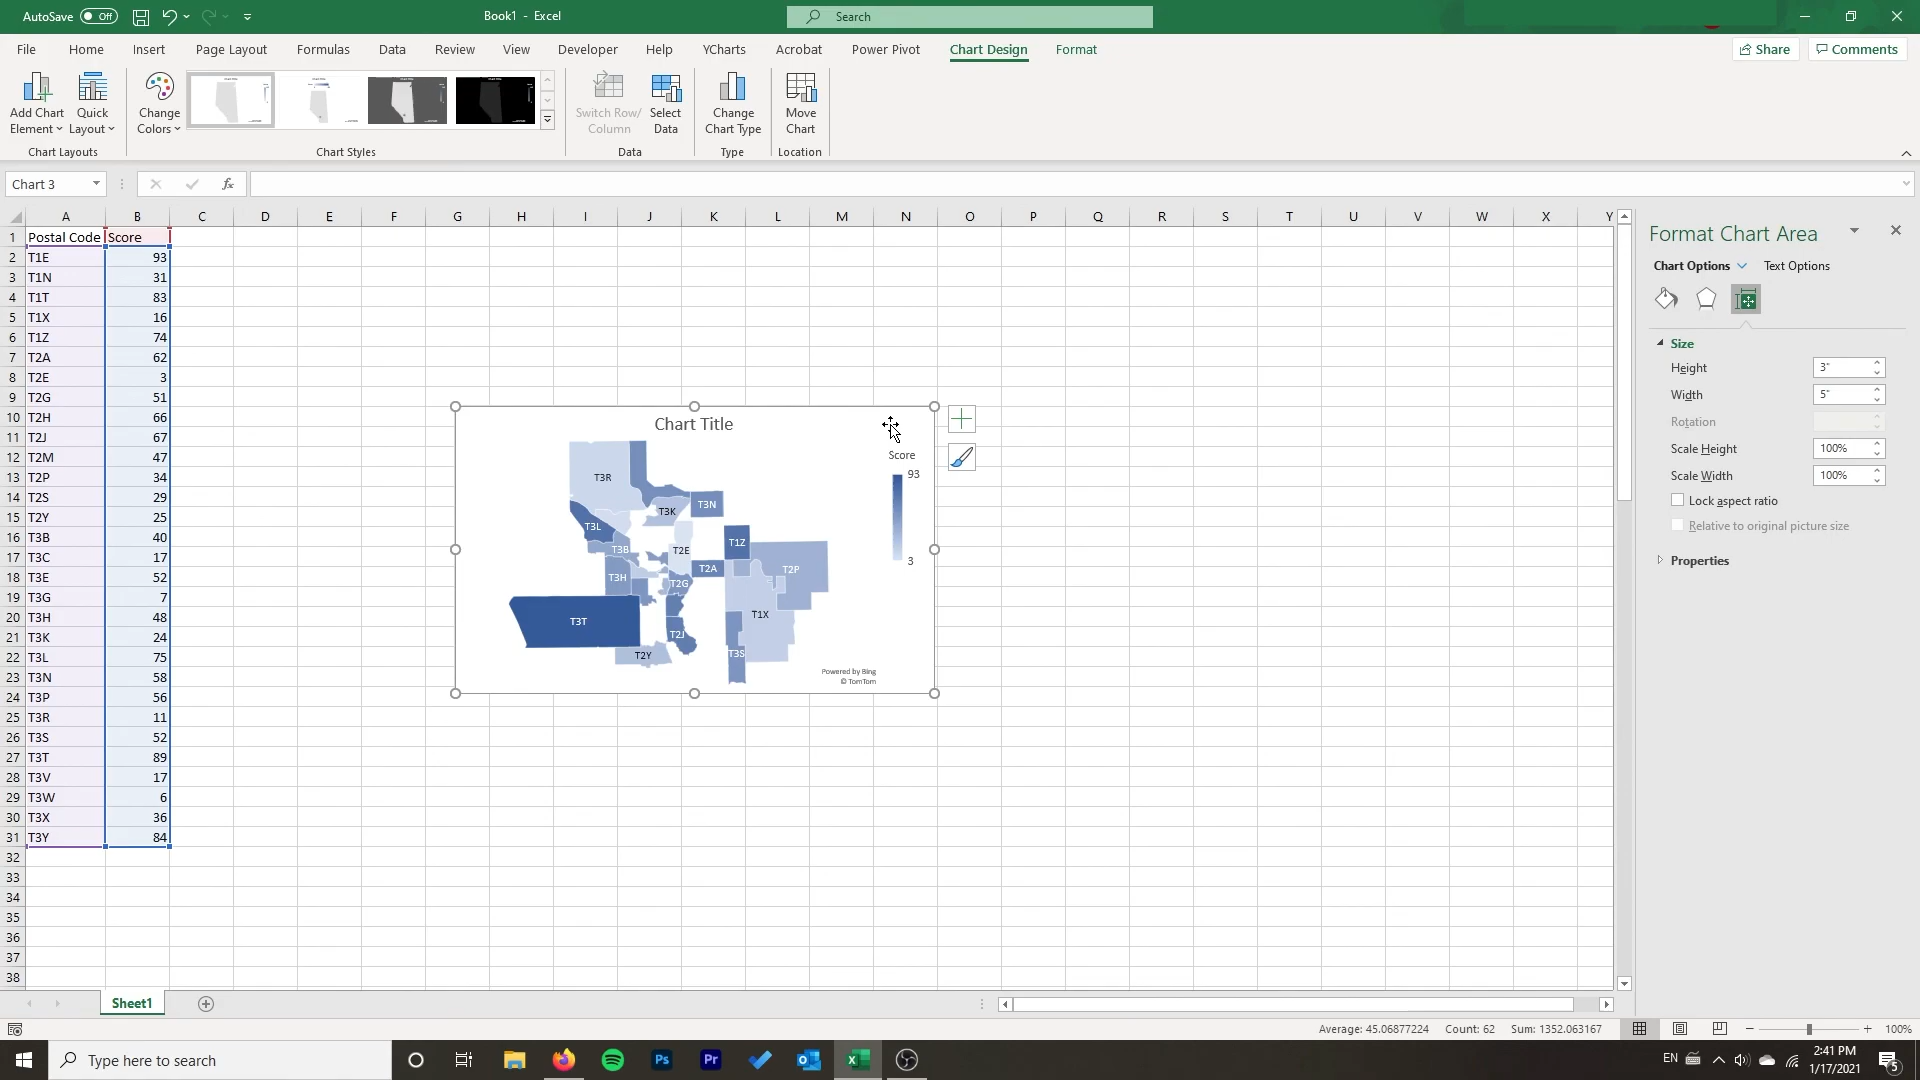 AutoSave Off
Book1 - Excel
Search
File Home Insert Page Layout Formulas Data Review View Developer Help YCharts Acrobat Power Pivot Chart Design Format Share Comments
Add Chart Element
Quick Layout
Change Colors
Switch Row/ Column
Select Data
Change Chart Type
Move Chart
Chart Layouts Chart Styles Data Type Location
Chart 3
fx
A B C D E F G H I J K L M N O P Q R S T U V W X Y
1 Postal Code Score
2 T1E 93
3 T1N 31
4 T1T 83
5 T1X 16
6 T1Z 74
7 T2A 62
8 T2E 3
9 T2G 51
10 T2H 66
11 T2J 67
12 T2M 47
13 T2P 34
14 T2S 29
15 T2Y 25
16 T3B 40
17 T3C 17
18 T3E 52
19 T3G 7
20 T3H 48
21 T3K 24
22 T3L 75
23 T3N 58
24 T3P 56
25 T3R 11
26 T3S 52
27 T3T 89
28 T3V 17
29 T3W 6
30 T3X 36
31 T3Y 84
32
33
34
35
36
37
38
Chart Title
Score
93
3
T3R
T3K
T3N
T3L
T1Z
T3B
T2E
T2A
T2P
T3H
T2G
T1X
T3T
T2J
T2Y
T3S
Powered by Bing
© TomTom
Format Chart Area
Chart Options Text Options
Size
Height 3"
Width 5"
Rotation
Scale Height 100%
Scale Width 100%
Lock aspect ratio
Relative to original picture size
Properties
Sheet1
Average: 45.06877224 Count: 62 Sum: 1352.063167
100%
Type here to search
Ps
Pr
EN
2:41 PM
1/17/2021
5